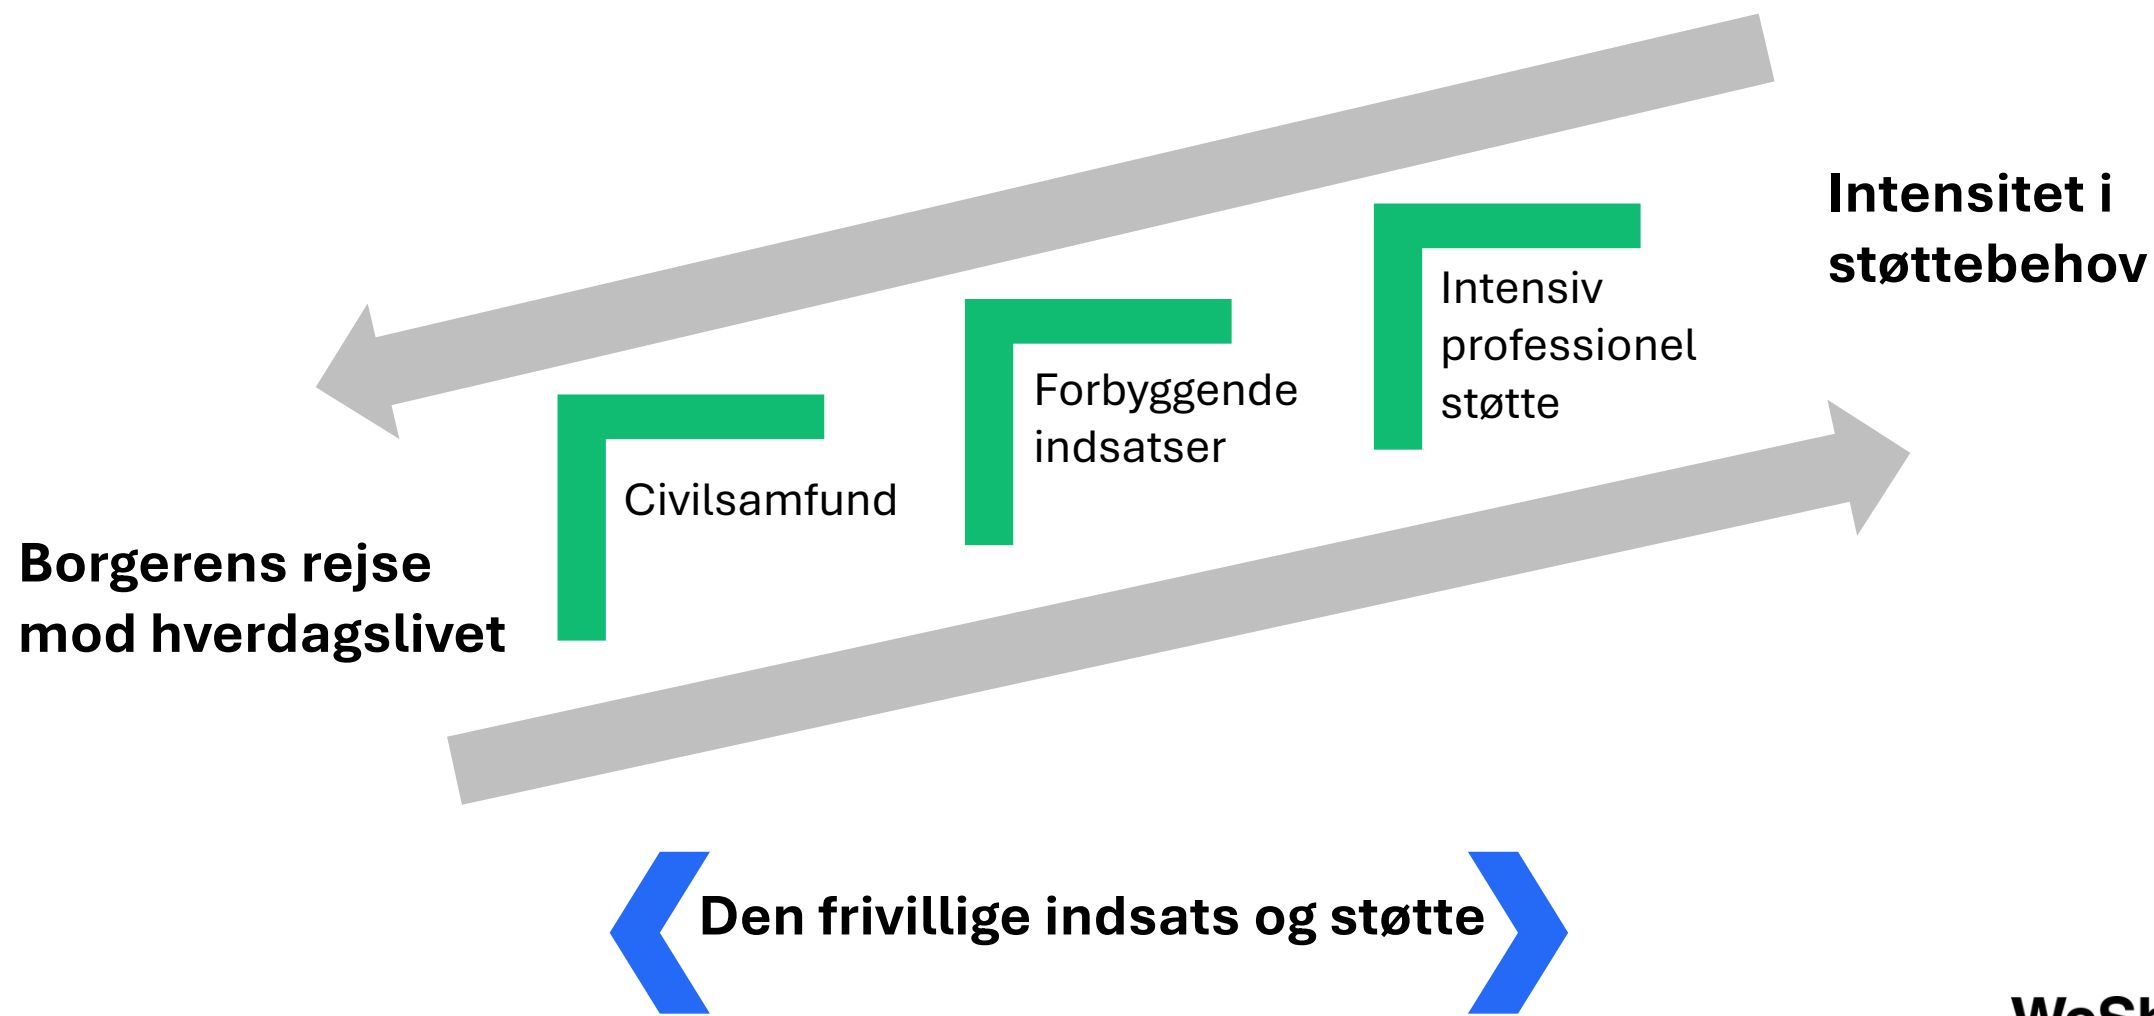 Intensitet i
støttebehov
Intensiv
professionel
støtte
Forbyggende
indsatser
Civilsamfund
Borgerens rejse
mod hverdagslivet
Den frivillige indsats og støtte